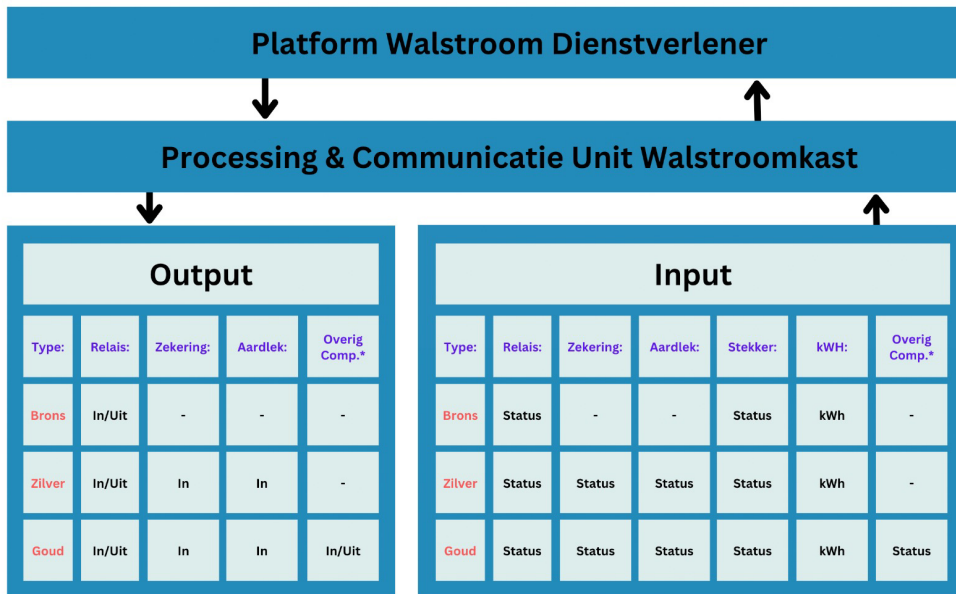 Platform Walstroom Dienstverlener
Processing & Communicatie Unit Walstroomkast
Output
Type: Relais: Zekering: Aardlek: Overig Comp.*
Brons In/Uit - - -
Zilver In/Uit In In -
Goud In/Uit In In In/Uit
Input
Type: Relais: Zekering: Aardlek: Stekker: kWH: Overig Comp.*
Brons Status - - Status kWh -
Zilver Status Status Status Status kWh -
Goud Status Status Status Status kWh Status